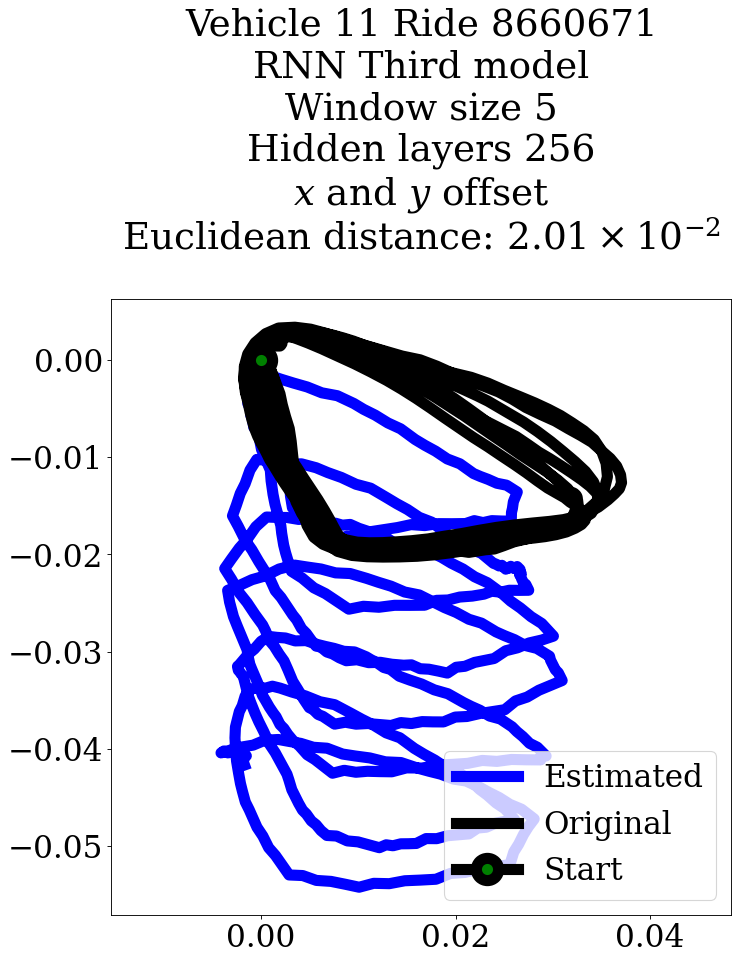 Vehicle 11 Ride 8660671
RNN Third model
Window size 5
Hidden layers 256
x and y offset
Euclidean distance: 2.01 × 10⁻²
0.00
−0.01
−0.02
−0.03
−0.04
−0.05
Estimated
Original
Start
0.00 0.02 0.04